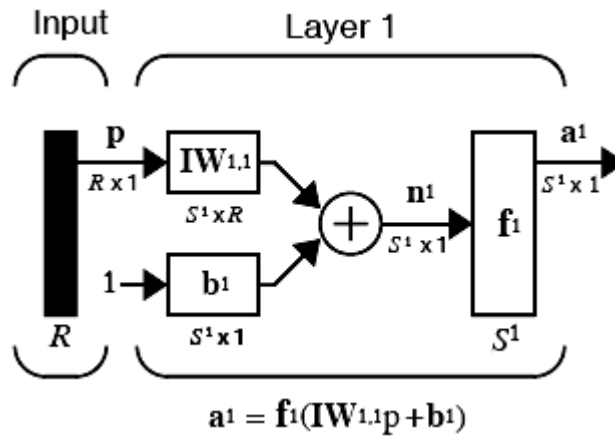 Input Layer 1
p a¹
IW¹,¹ n¹
R x 1 S¹ x 1
S¹ x R S¹ x 1 f¹
1 b¹
R S¹ x 1 S¹
a¹ = f¹(IW¹,¹p + b¹)